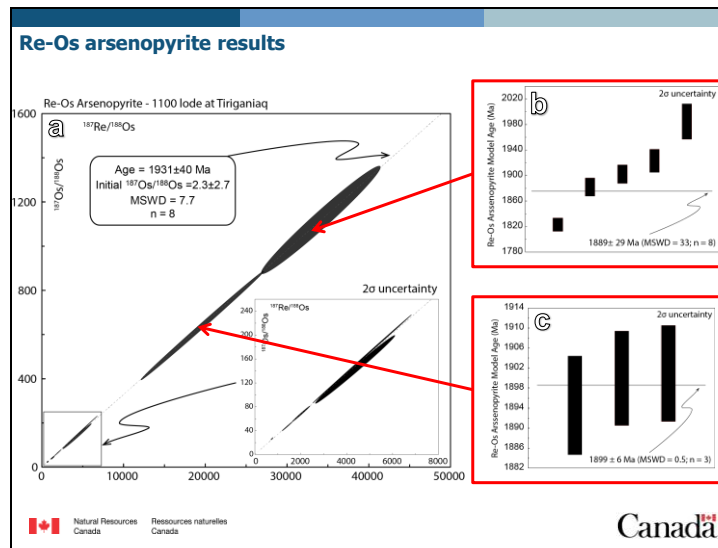 Re-Os arsenopyrite results
Re-Os Arsenopyrite - 1100 lode at Tiriganiaq
1600
1200
800
400
0
a
¹⁸⁷Re/¹⁸⁸Os
¹⁸⁷Os/¹⁸⁸Os
Age = 1931±40 Ma
Initial ¹⁸⁷Os/¹⁸⁸Os =2.3±2.7
MSWD = 7.7
n = 8
2σ uncertainty
¹⁸⁷Re/¹⁸⁸Os
¹⁸⁷Os/¹⁸⁸Os
240
200
160
120
80
40
0
0
2000
4000
6000
8000
0
10000
20000
30000
40000
50000
b
2σ uncertainty
Re-Os Arssenopyrite Model Age (Ma)
2020
1980
1940
1900
1860
1820
1780
1889± 29 Ma (MSWD = 33; n = 8)
c
2σ uncertainty
Re-Os Arssenopyrite Model Age (Ma)
1914
1910
1906
1902
1898
1894
1890
1886
1882
1899 ± 6 Ma (MSWD = 0.5; n = 3)
Natural Resources Ressources naturelles
Canada Canada
Canada